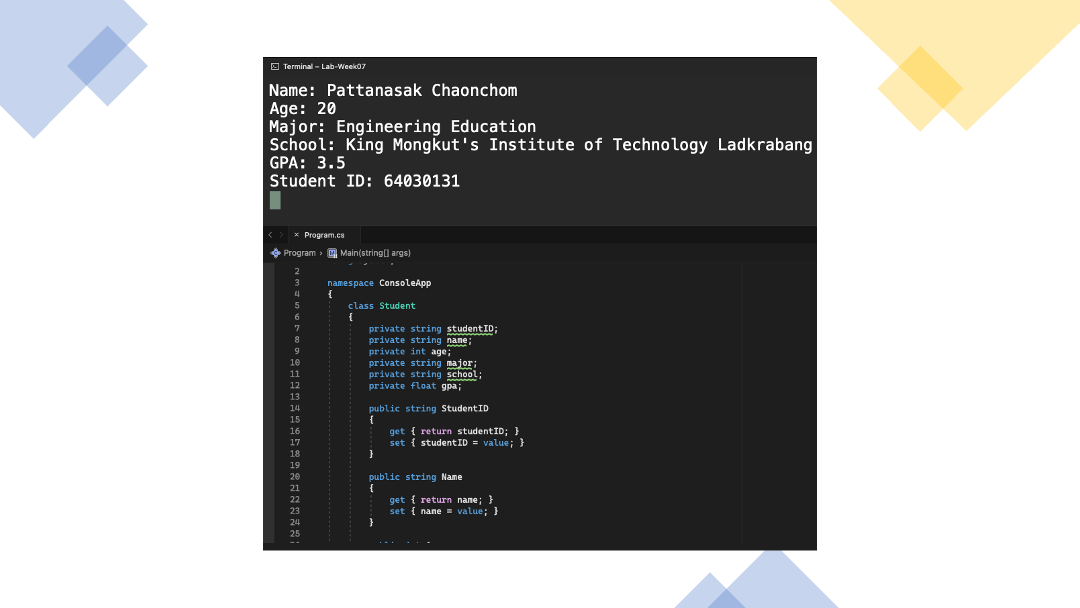 Terminal – Lab-Week07
Name: Pattanasak Chaonchom
Age: 20
Major: Engineering Education
School: King Mongkut's Institute of Technology Ladkrabang
GPA: 3.5
Student ID: 64030131
Program.cs
Program › Main(string[] args)
2
3 namespace ConsoleApp
4 {
5 class Student
6 {
7 private string studentID;
8 private string name;
9 private int age;
10 private string major;
11 private string school;
12 private float gpa;
13
14 public string StudentID
15 {
16 get { return studentID; }
17 set { studentID = value; }
18 }
19
20 public string Name
21 {
22 get { return name; }
23 set { name = value; }
24 }
25